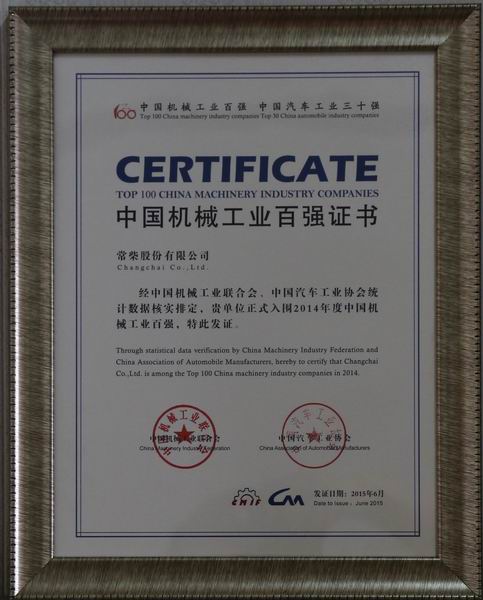 100 中国机械工业百强 中国汽车工业三十强
Top 100 China machinery industry companies Top 30 China automobile industry companies
CERTIFICATE
TOP 100 CHINA MACHINERY INDUSTRY COMPANIES
中国机械工业百强证书
常柴股份有限公司
Changchai Co.,Ltd.
经中国机械工业联合会、中国汽车工业协会统
计数据核实排定，贵单位正式入围2014年度中国机
械工业百强，特此发证。
Through statistical data verification by China Machinery Industry Federation and
China Association of Automobile Manufacturers, hereby to certify that Changchai
Co.,Ltd. is among the Top 100 China machinery industry companies in 2014.
中国机械工业联合会 中国汽车工业协会
China Machinery Industry Federation China Association of Automobile Manufacturers
CMIF CAM 发证日期：2015年6月
Date to Issue: June 2015